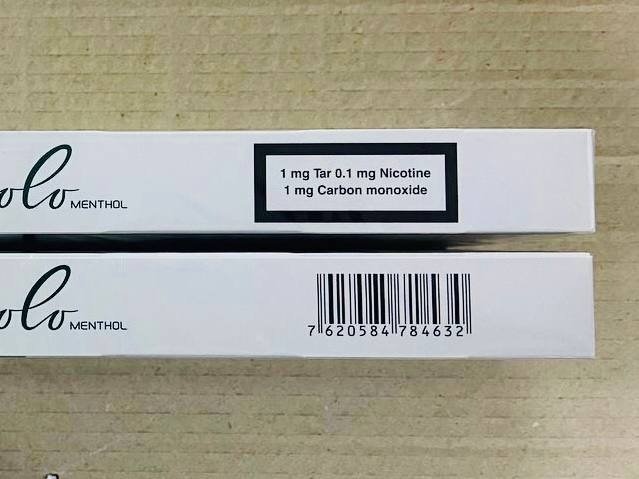 olo MENTHOL
1 mg Tar 0.1 mg Nicotine
1 mg Carbon monoxide
olo MENTHOL
7 620584 784632